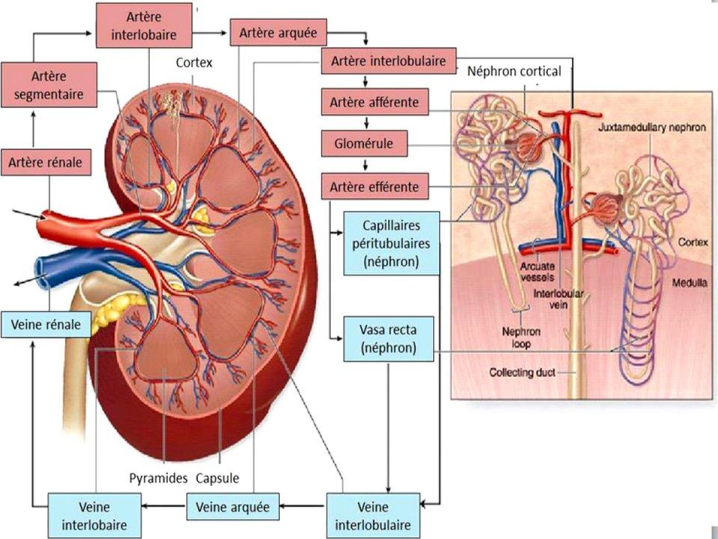 Artère
interlobaire
Artère arquée
Artère interlobulaire
Cortex
Néphron cortical
Artère
segmentaire
Artère afférente
Juxtamedullary nephron
Glomérule
Artère rénale
Artère efférente
Capillaires
péritubulaires
(néphron)
Cortex
Arcuate
vessels
Medulla
Interlobular
vein
Veine rénale
Vasa recta
(néphron)
Nephron
loop
Collecting duct
Pyramides
Capsule
Veine
interlobaire
Veine arquée
Veine
interlobulaire